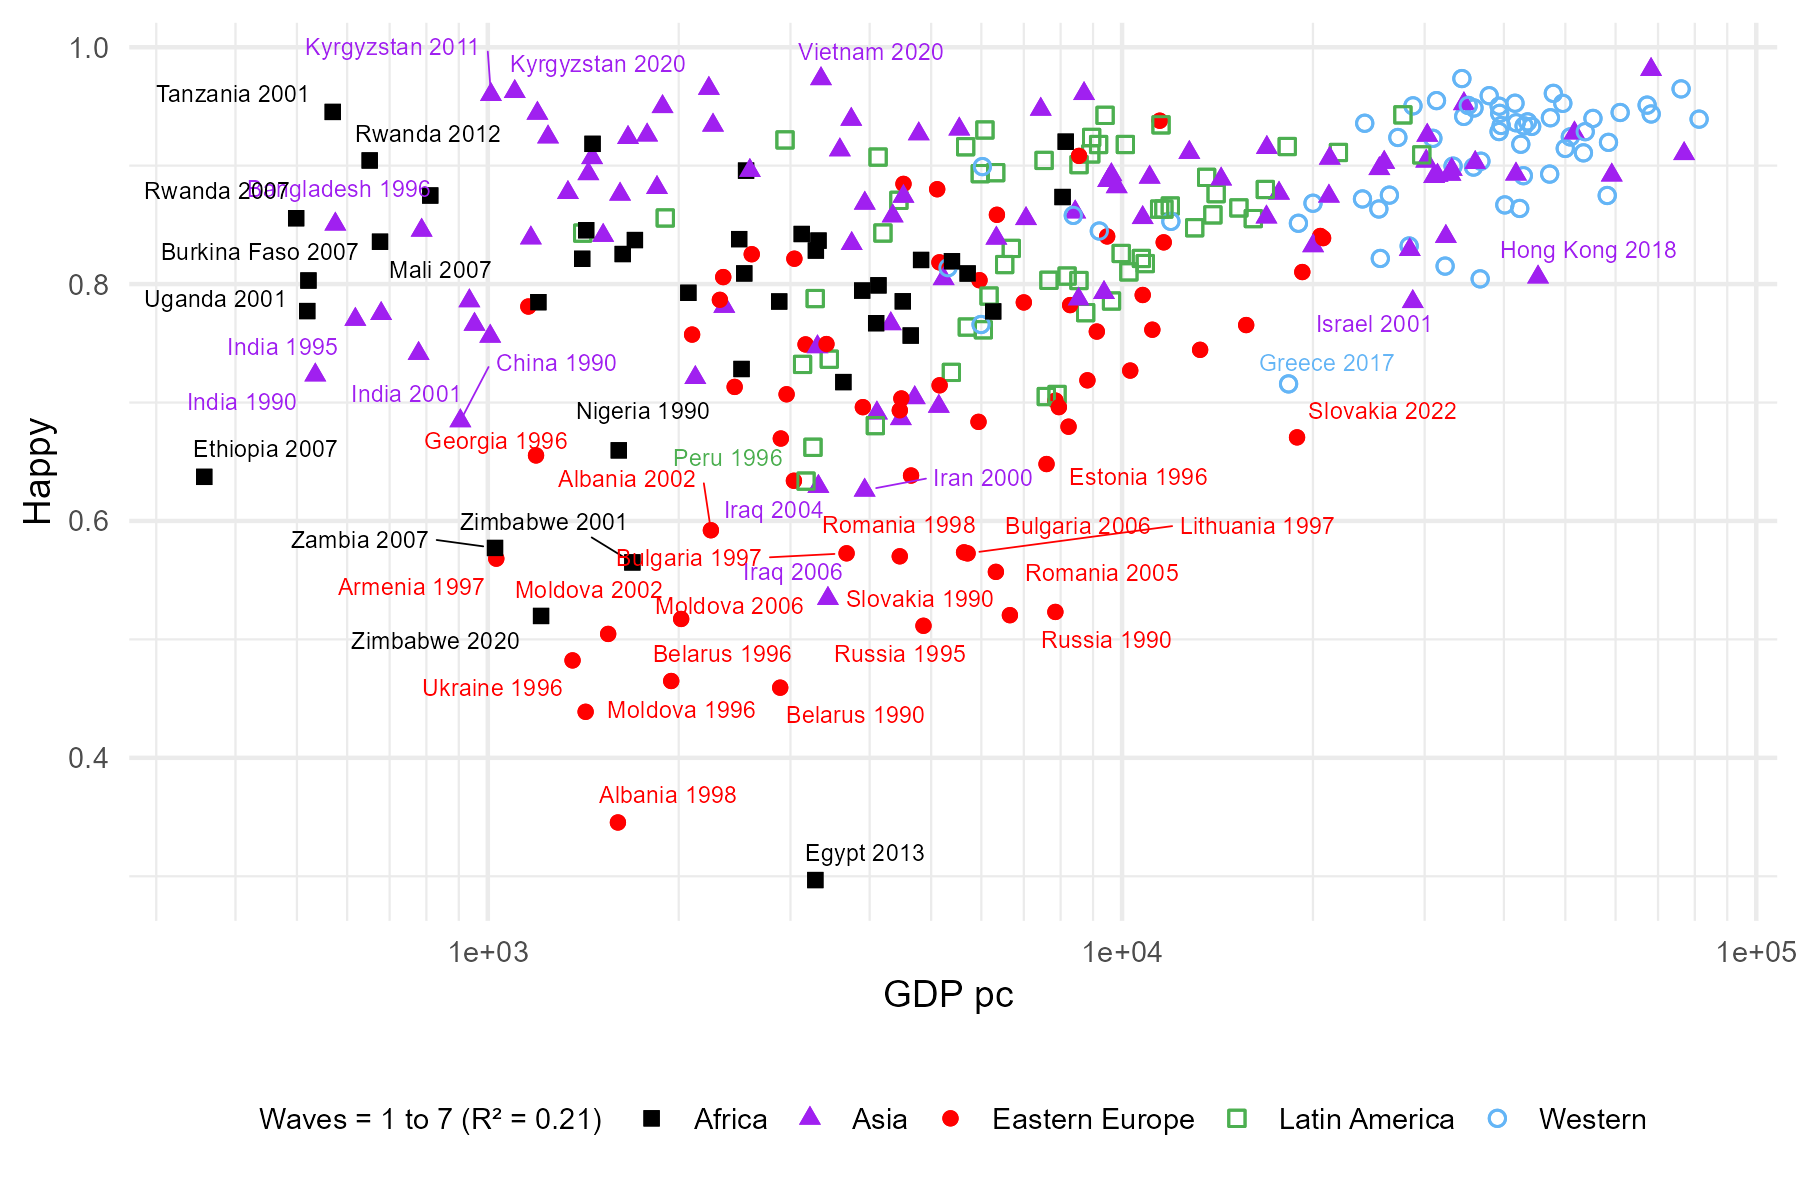 Kyrgyzstan 2011
1.0
Vietnam 2020
Kyrgyzstan 2020
Tanzania 2001
Rwanda 2012
Rwanda 2007
Bangladesh 1996
Burkina Faso 2007
Hong Kong 2018
Mali 2007
0.8
Uganda 2001
Israel 2001
India 1995
China 1990
Greece 2017
India 2001
India 1990
Nigeria 1990
Slovakia 2022
Georgia 1996
Ethiopia 2007
Peru 1996
Albania 2002
Iran 2000
Estonia 1996
Happy
Iraq 2004
0.6
Zimbabwe 2001
Romania 1998
Bulgaria 2006
Lithuania 1997
Zambia 2007
Bulgaria 1997
Iraq 2006
Romania 2005
Armenia 1997
Moldova 2002
Moldova 2006
Slovakia 1990
Zimbabwe 2020
Russia 1990
Belarus 1996
Russia 1995
Ukraine 1996
Moldova 1996
Belarus 1990
0.4
Albania 1998
Egypt 2013
1e+03
1e+04
1e+05
GDP pc
Waves = 1 to 7 (R² = 0.21) Africa Asia Eastern Europe Latin America Western